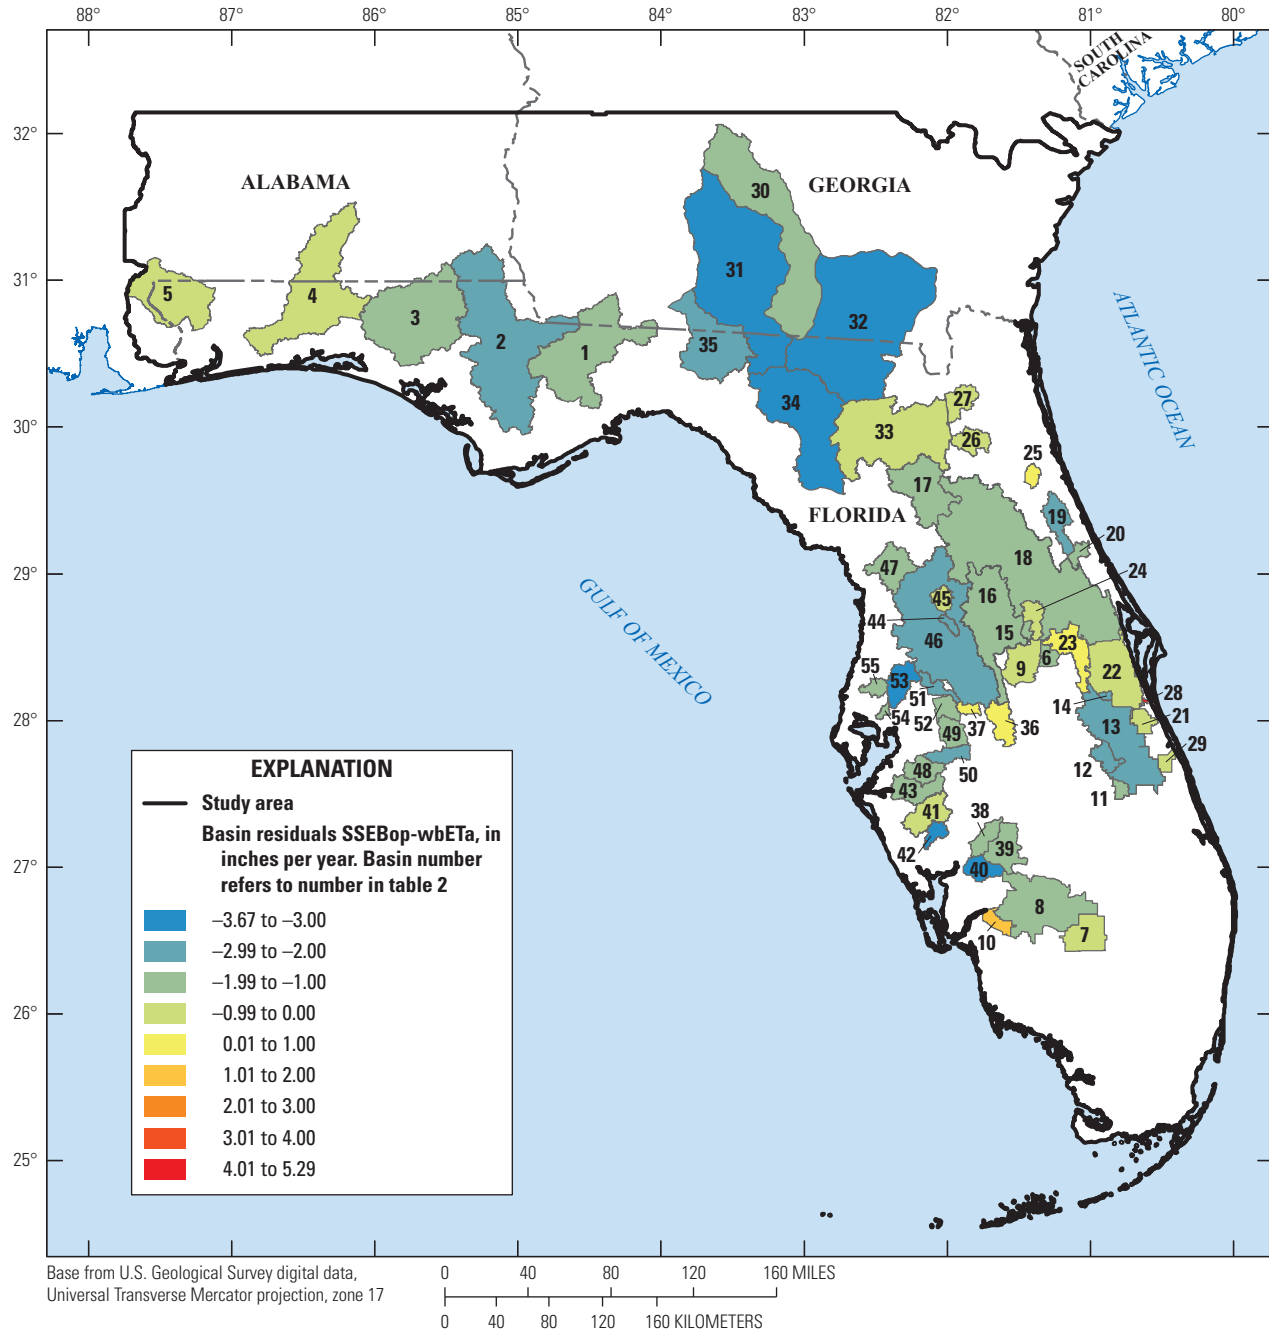 88° 87° 86° 85° 84° 83° 82° 81° 80°
SOUTH
CAROLINA
32°
ALABAMA
GEORGIA
30
31°
31
5
4
3
32
ATLANTIC OCEAN
2
1
35
34
27
30°
33
26
25
17
FLORIDA
19
20
18
29°
47
24
16
45
44
15
46
23
6
9
22
55
53
51
14
28
28°
54
52
37
36
13
21
49
29
12
50
48
11
43
38
41
39
42
27°
40
8
10
7
26°
25°
GULF OF MEXICO
EXPLANATION
Study area
Basin residuals SSEBop-wbETa, in
inches per year. Basin number
refers to number in table 2
–3.67 to –3.00
–2.99 to –2.00
–1.99 to –1.00
–0.99 to 0.00
0.01 to 1.00
1.01 to 2.00
2.01 to 3.00
3.01 to 4.00
4.01 to 5.29
Base from U.S. Geological Survey digital data,
Universal Transverse Mercator projection, zone 17
0 40 80 120 160 MILES
0 40 80 120 160 KILOMETERS